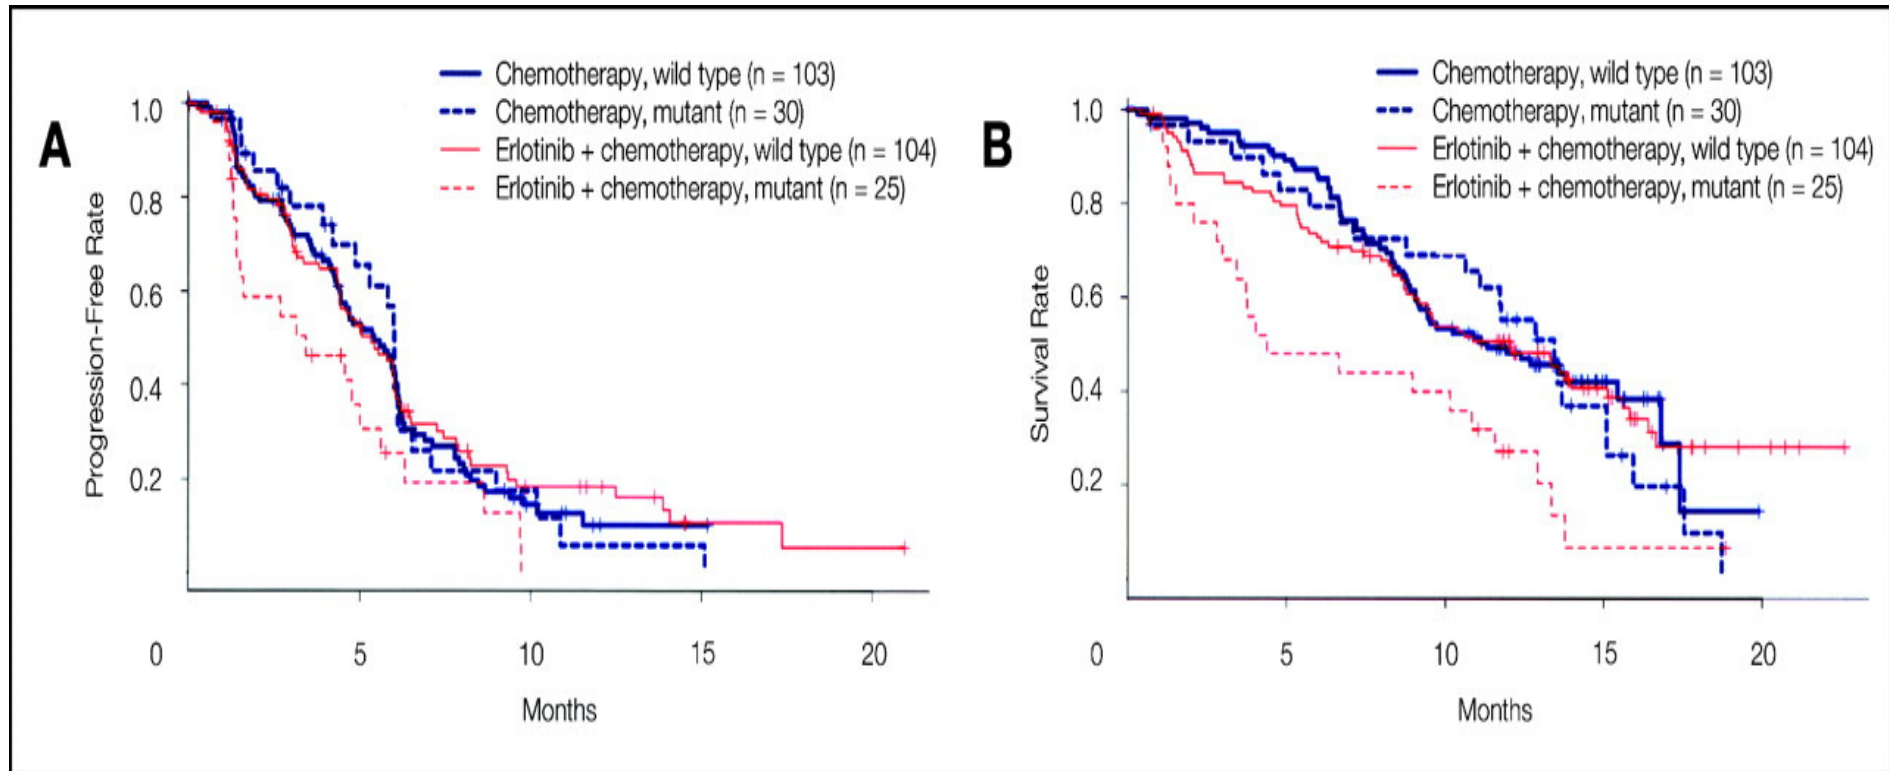 A
Chemotherapy, wild type (n = 103)
Chemotherapy, mutant (n = 30)
Erlotinib + chemotherapy, wild type (n = 104)
Erlotinib + chemotherapy, mutant (n = 25)
Progression-Free Rate
1.0
0.8
0.6
0.4
0.2
0 5 10 15 20
Months
B
Chemotherapy, wild type (n = 103)
Chemotherapy, mutant (n = 30)
Erlotinib + chemotherapy, wild type (n = 104)
Erlotinib + chemotherapy, mutant (n = 25)
Survival Rate
1.0
0.8
0.6
0.4
0.2
0 5 10 15 20
Months